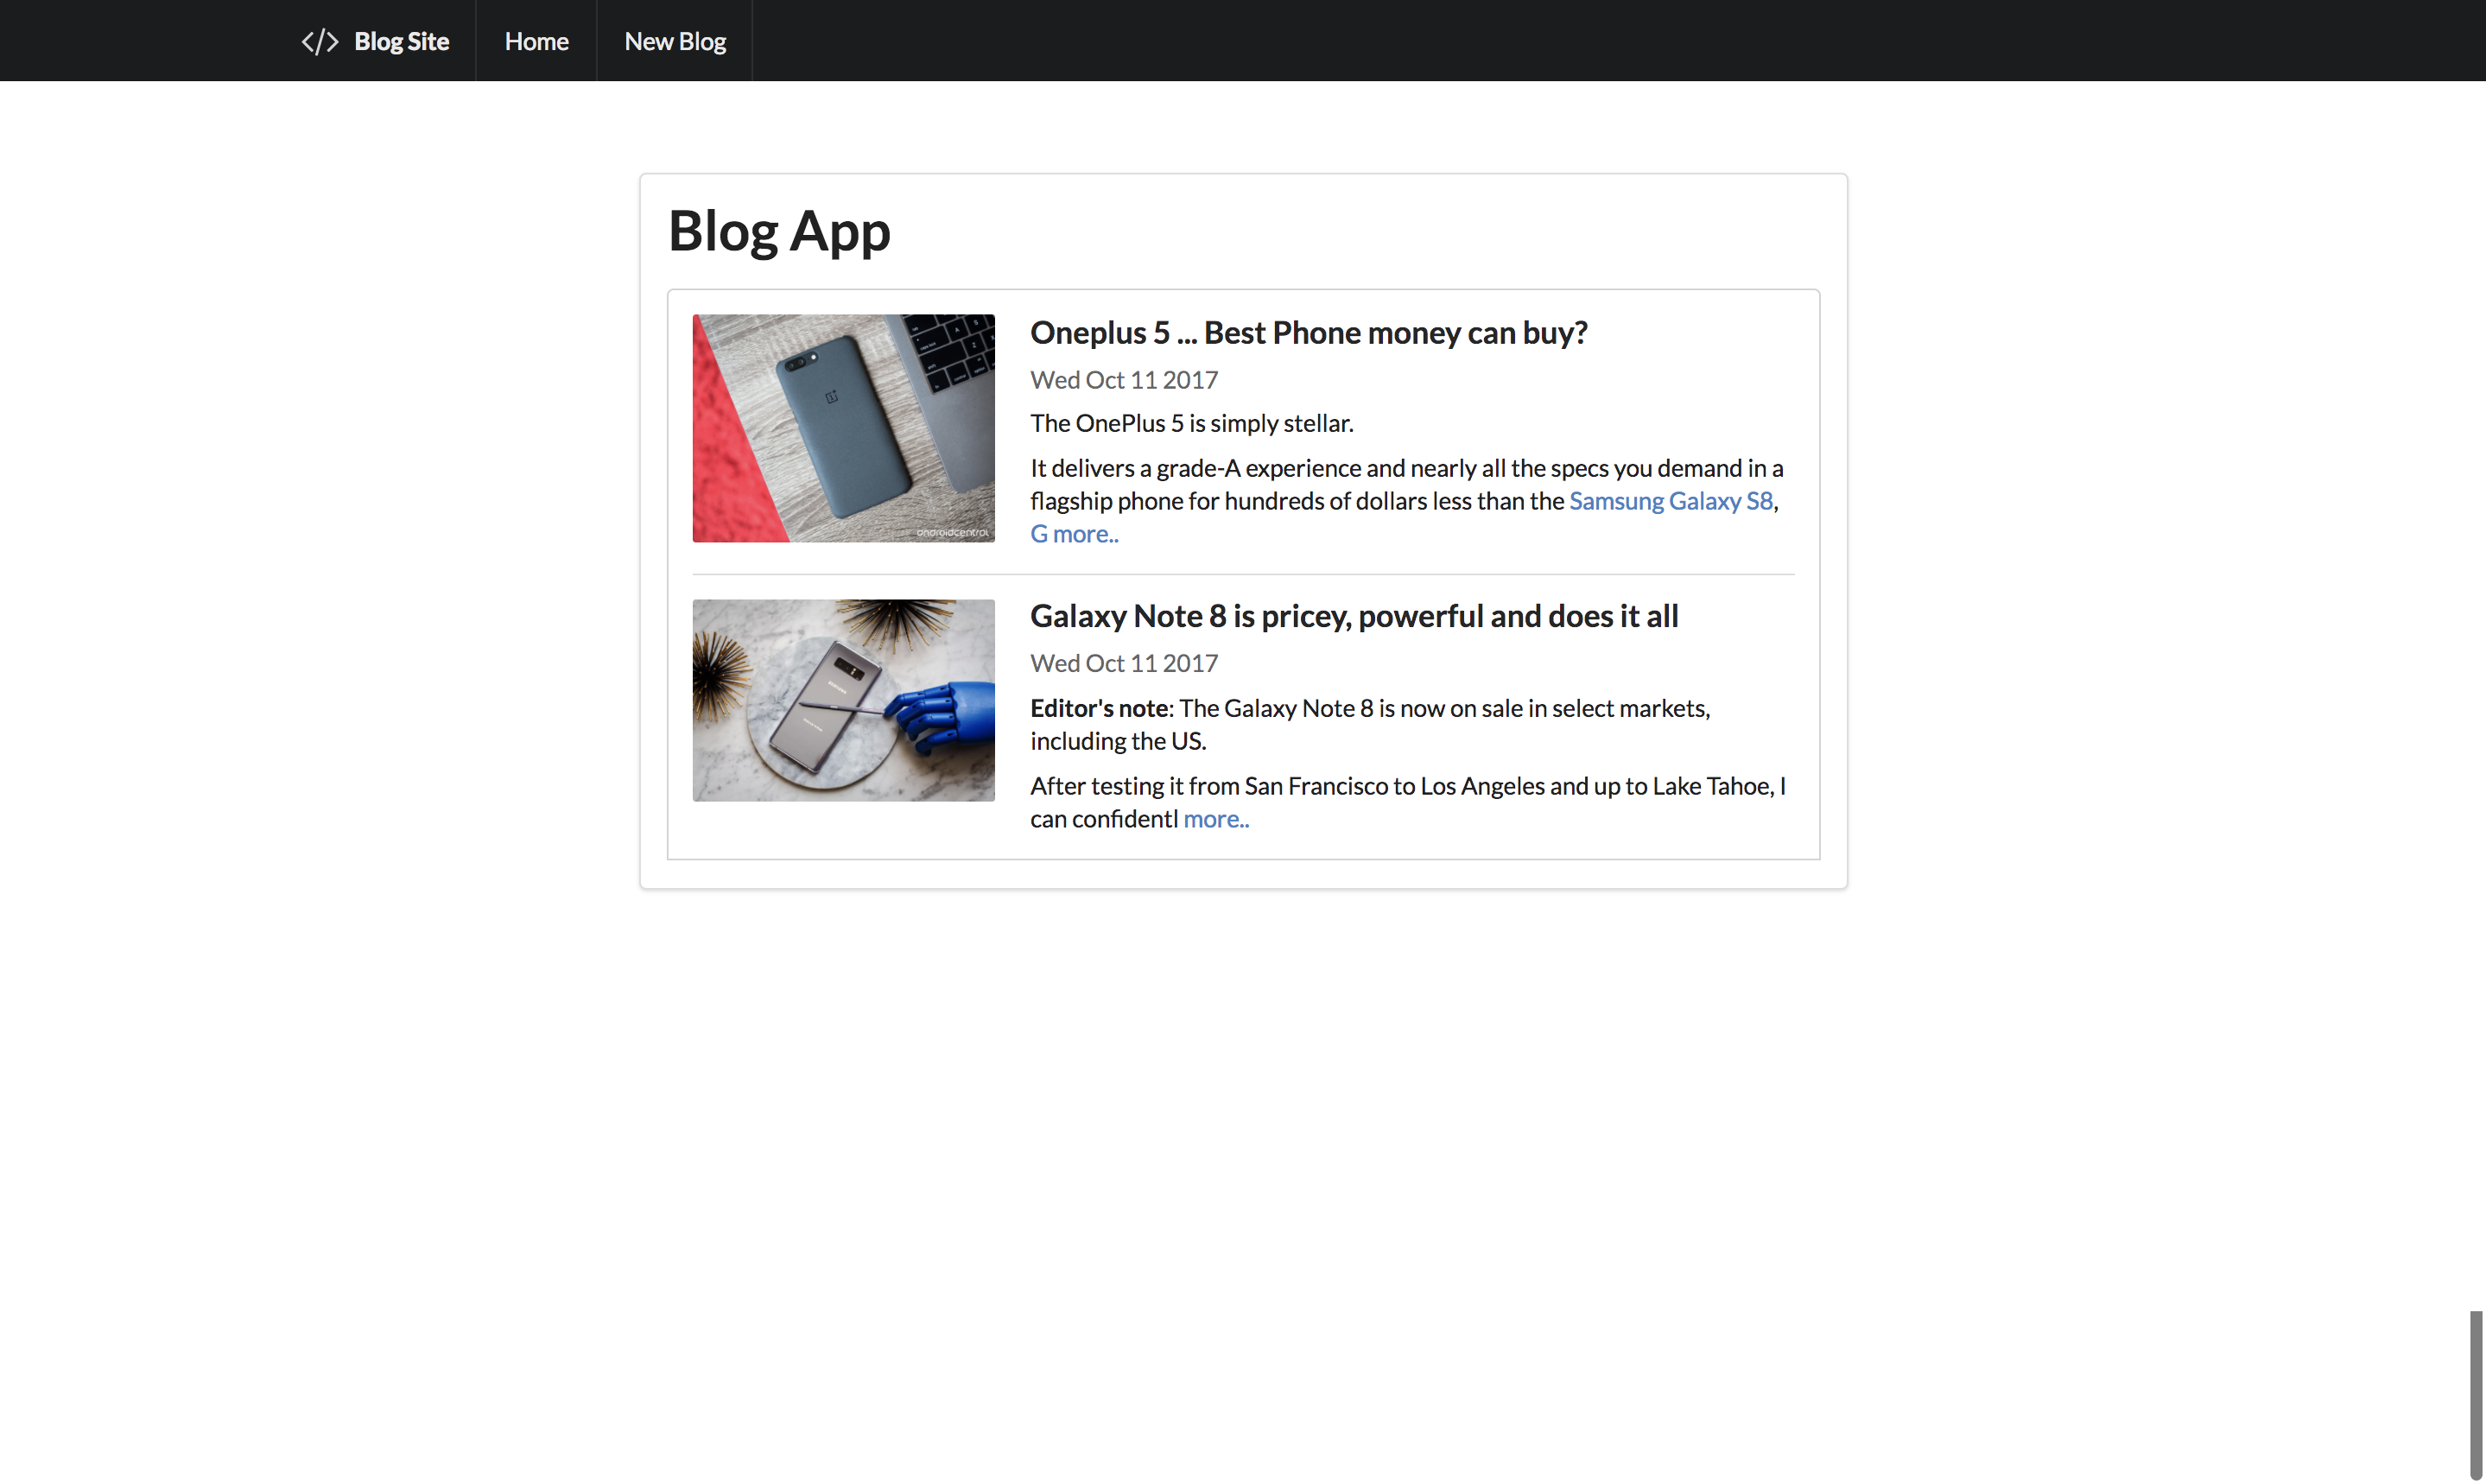 </> Blog Site Home New Blog
Blog App
Oneplus 5 ... Best Phone money can buy?
Wed Oct 11 2017
The OnePlus 5 is simply stellar.
It delivers a grade-A experience and nearly all the specs you demand in a
flagship phone for hundreds of dollars less than the Samsung Galaxy S8,
G more..
androidcentral
Galaxy Note 8 is pricey, powerful and does it all
Wed Oct 11 2017
Editor's note: The Galaxy Note 8 is now on sale in select markets,
including the US.
After testing it from San Francisco to Los Angeles and up to Lake Tahoe, I
can confidentl more..
SAMSUNG